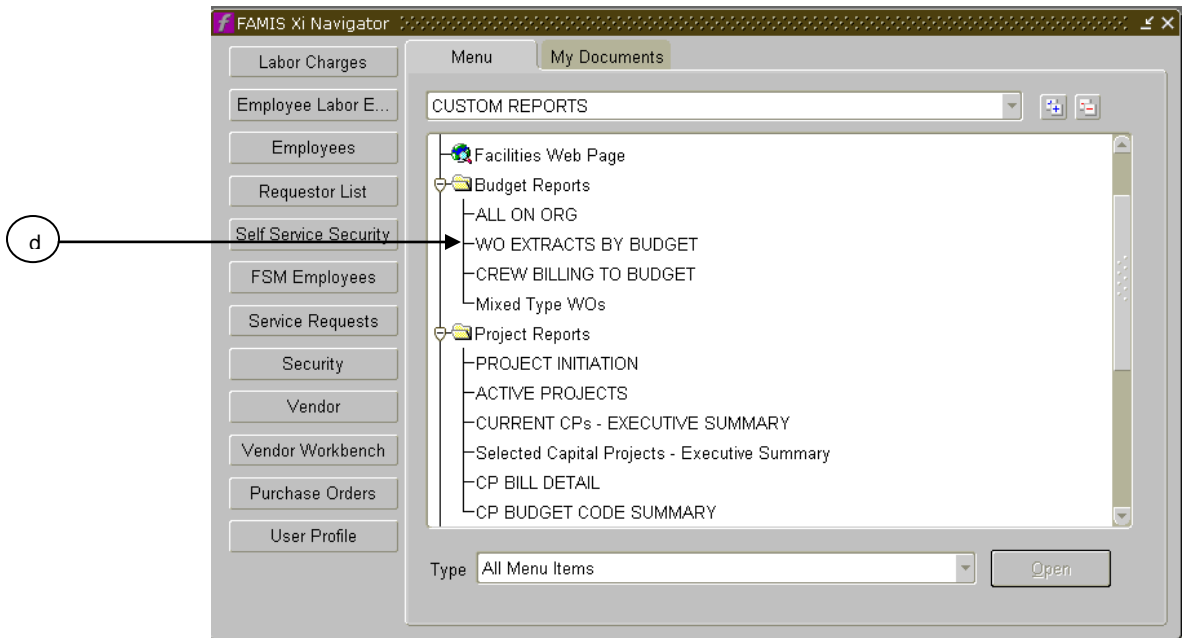 FAMIS Xi Navigator
Labor Charges
Employee Labor E...
Employees
Requestor List
Self Service Security
FSM Employees
Service Requests
Security
Vendor
Vendor Workbench
Purchase Orders
User Profile
d
Menu
My Documents
CUSTOM REPORTS
Facilities Web Page
Budget Reports
ALL ON ORG
WO EXTRACTS BY BUDGET
CREW BILLING TO BUDGET
Mixed Type WOs
Project Reports
PROJECT INITIATION
ACTIVE PROJECTS
CURRENT CPs - EXECUTIVE SUMMARY
Selected Capital Projects - Executive Summary
CP BILL DETAIL
CP BUDGET CODE SUMMARY
Type All Menu Items
Open